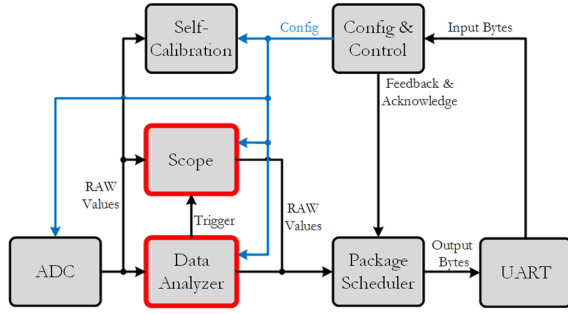 Self-
Calibration
Config
Config &
Control
Input Bytes
Feedback &
Acknowledge
Scope
RAW
Values
Trigger
RAW
Values
ADC
Data
Analyzer
Package
Scheduler
Output
Bytes
UART